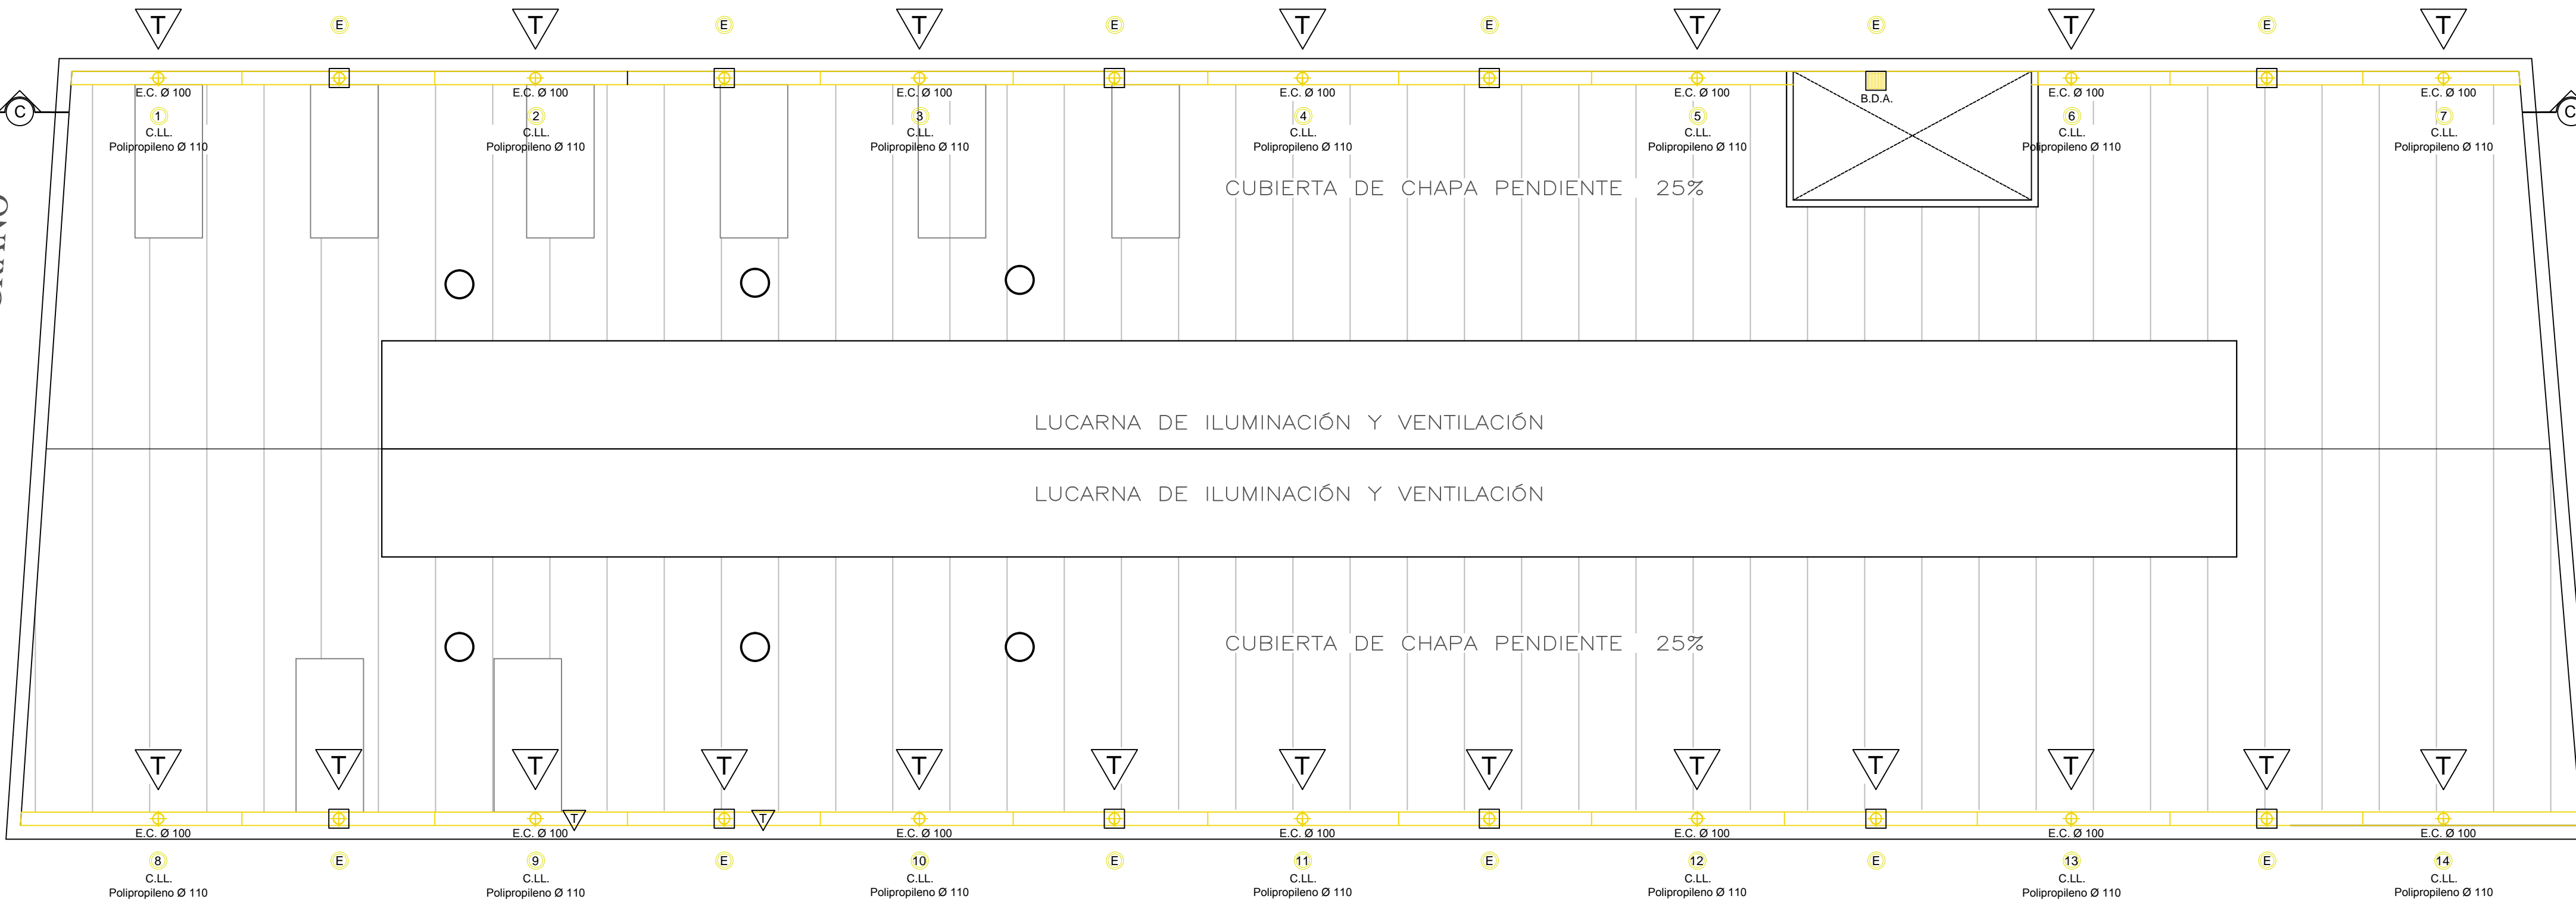 T E T E T E T E T E T E T
E.C. Ø 100 E.C. Ø 100 E.C. Ø 100 E.C. Ø 100 E.C. Ø 100 B.D.A. E.C. Ø 100 E.C. Ø 100
C 1 2 3 4 5 6 7 C
C.LL. C.LL. C.LL. C.LL. C.LL. C.LL. C.LL.
Polipropileno Ø 110 Polipropileno Ø 110 Polipropileno Ø 110 Polipropileno Ø 110 Polipropileno Ø 110 Polipropileno Ø 110 Polipropileno Ø 110
CUBIERTA DE CHAPA PENDIENTE 25%
LUCARNA DE ILUMINACIÓN Y VENTILACIÓN
LUCARNA DE ILUMINACIÓN Y VENTILACIÓN
CUBIERTA DE CHAPA PENDIENTE 25%
T T T T T T T T T T T T T
T T
E.C. Ø 100 E.C. Ø 100 E.C. Ø 100 E.C. Ø 100 E.C. Ø 100 E.C. Ø 100 E.C. Ø 100
8 E 9 E 10 E 11 E 12 E 13 E 14
C.LL. C.LL. C.LL. C.LL. C.LL. C.LL. C.LL.
Polipropileno Ø 110 Polipropileno Ø 110 Polipropileno Ø 110 Polipropileno Ø 110 Polipropileno Ø 110 Polipropileno Ø 110 Polipropileno Ø 110